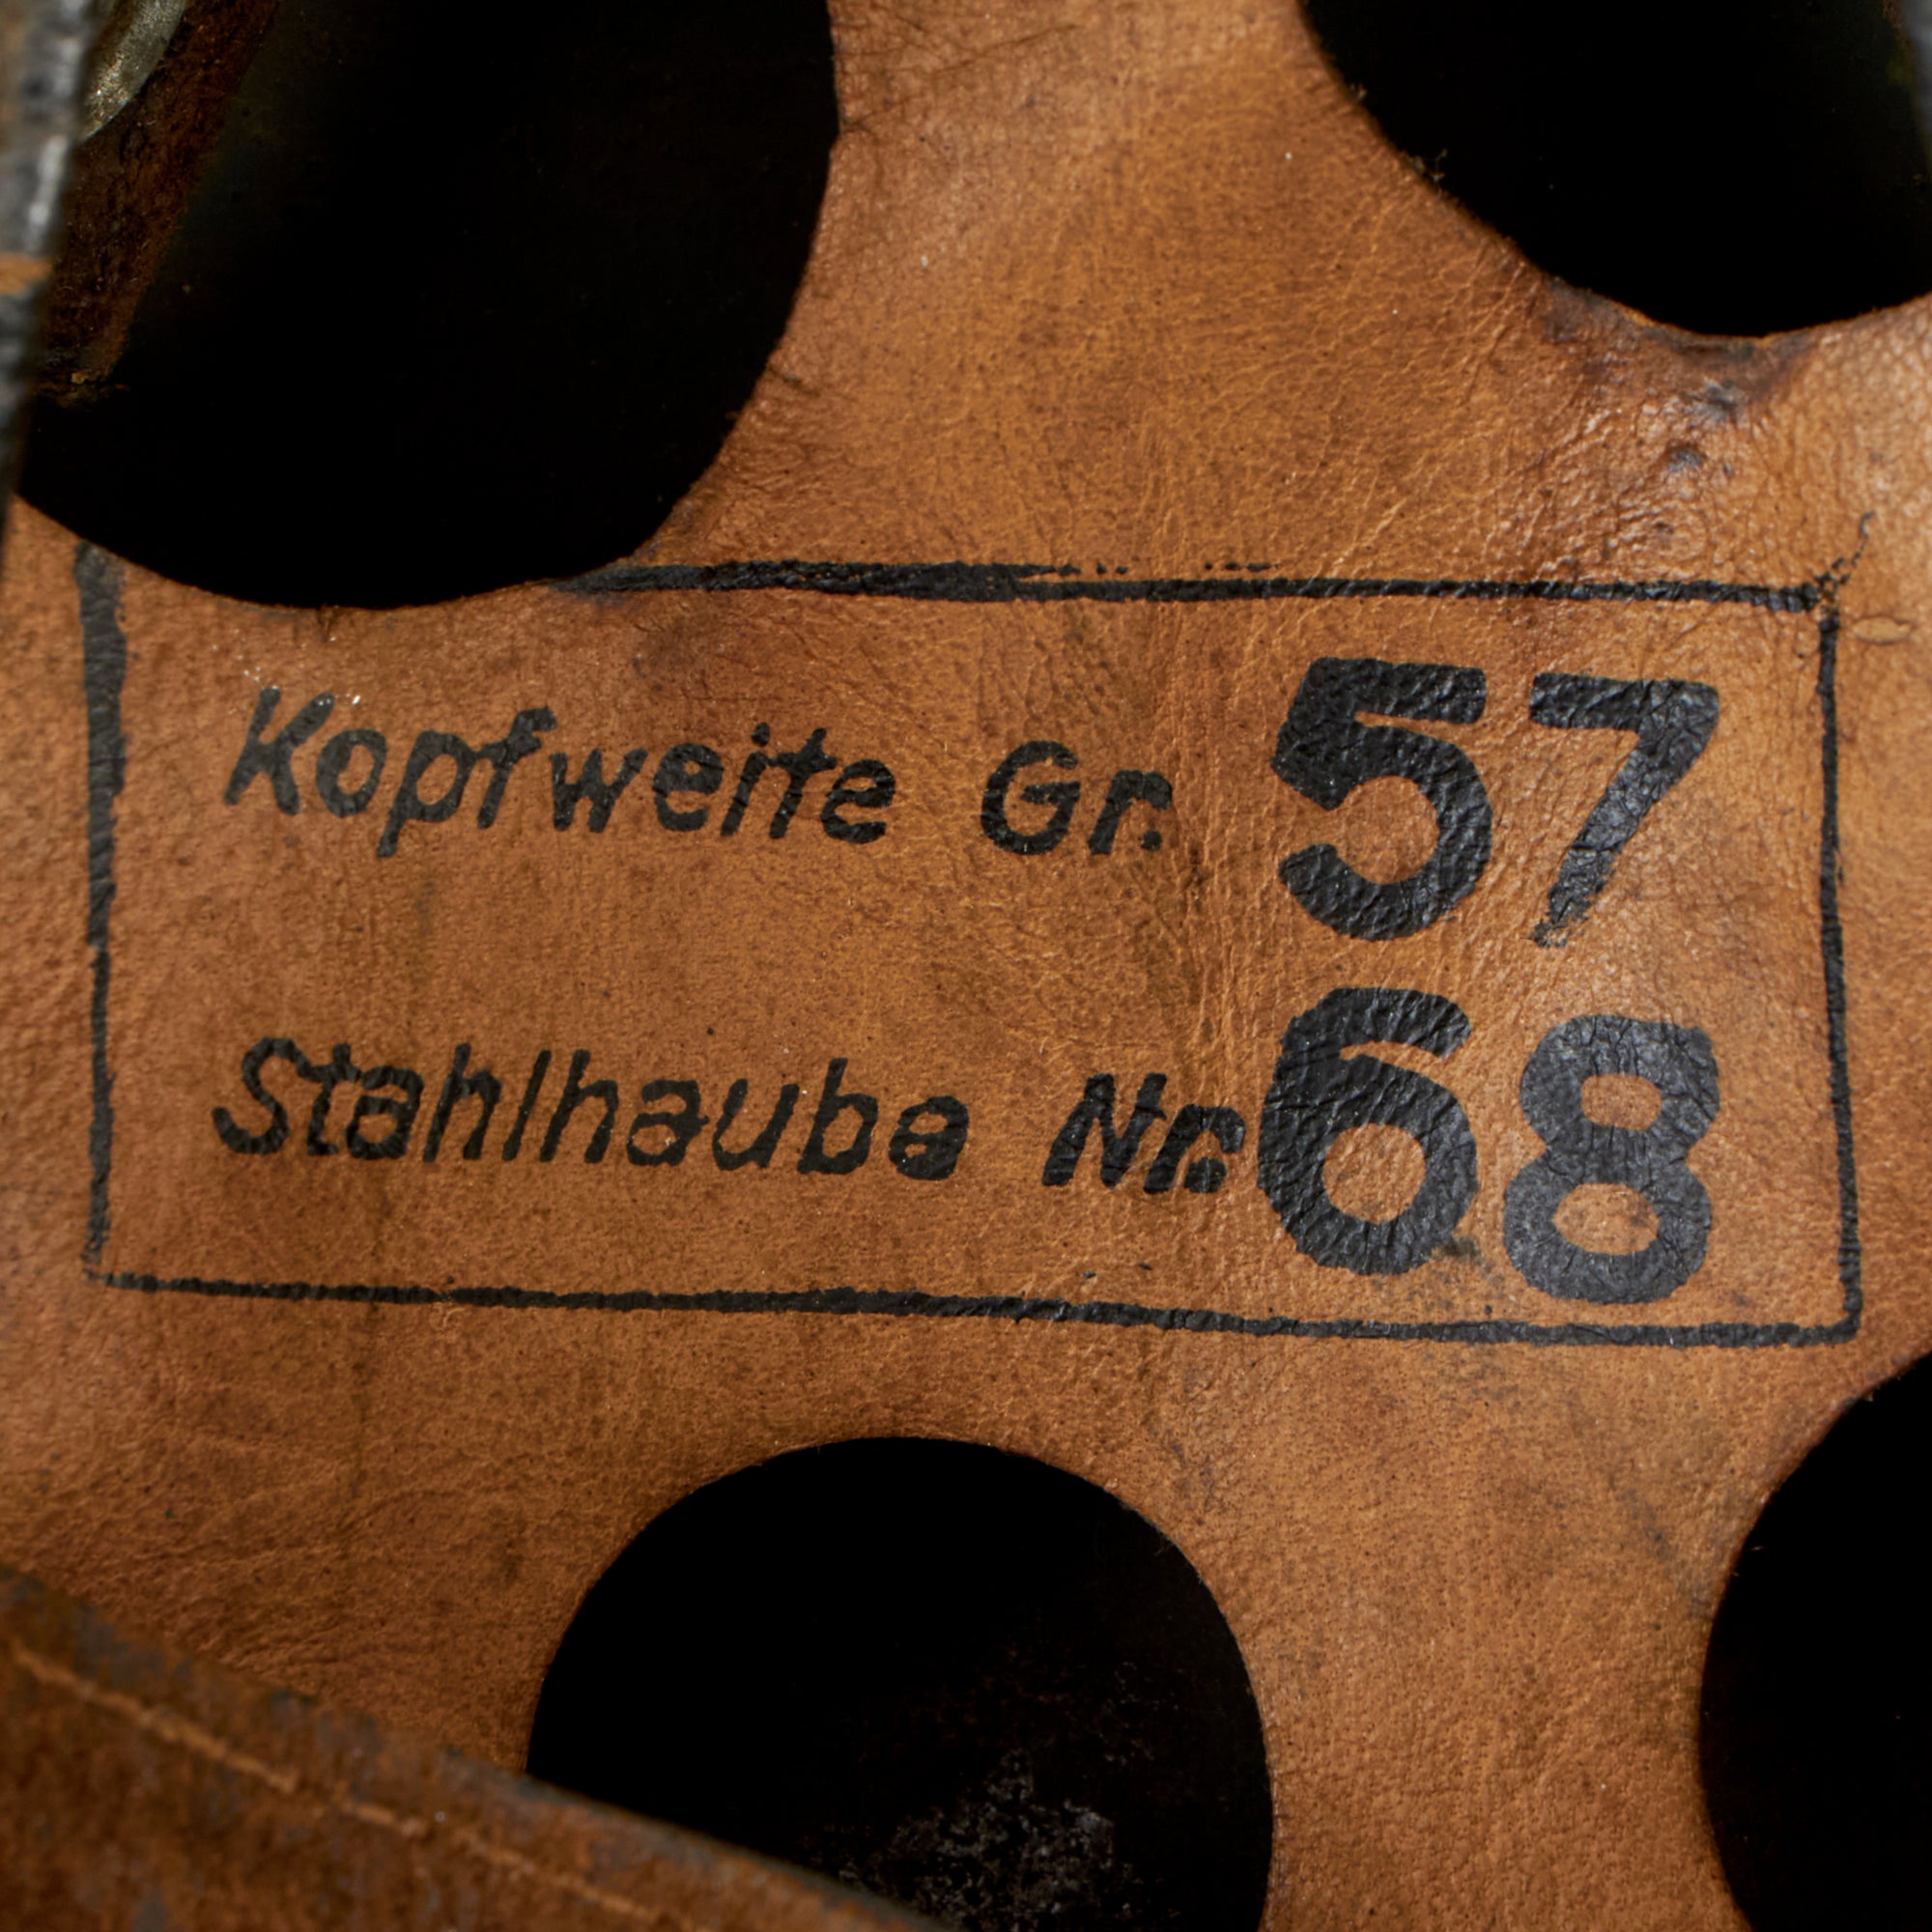 Kopfweite Gr. 57
Stahlhaube Nr. 68